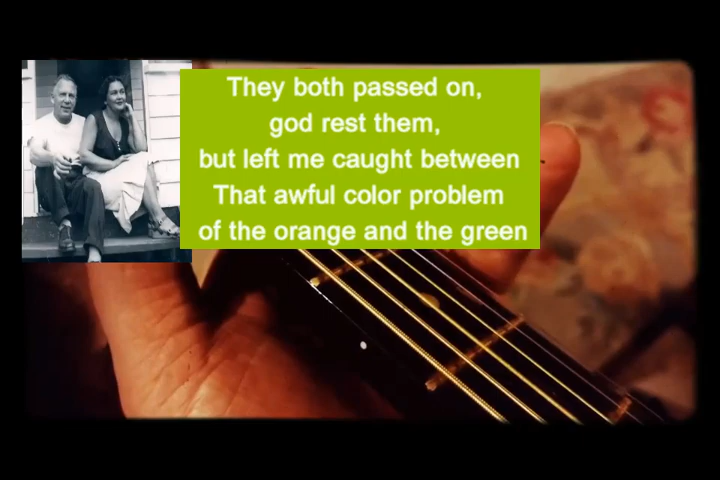 They both passed on,
god rest them,
but left me caught between
That awful color problem
of the orange and the green